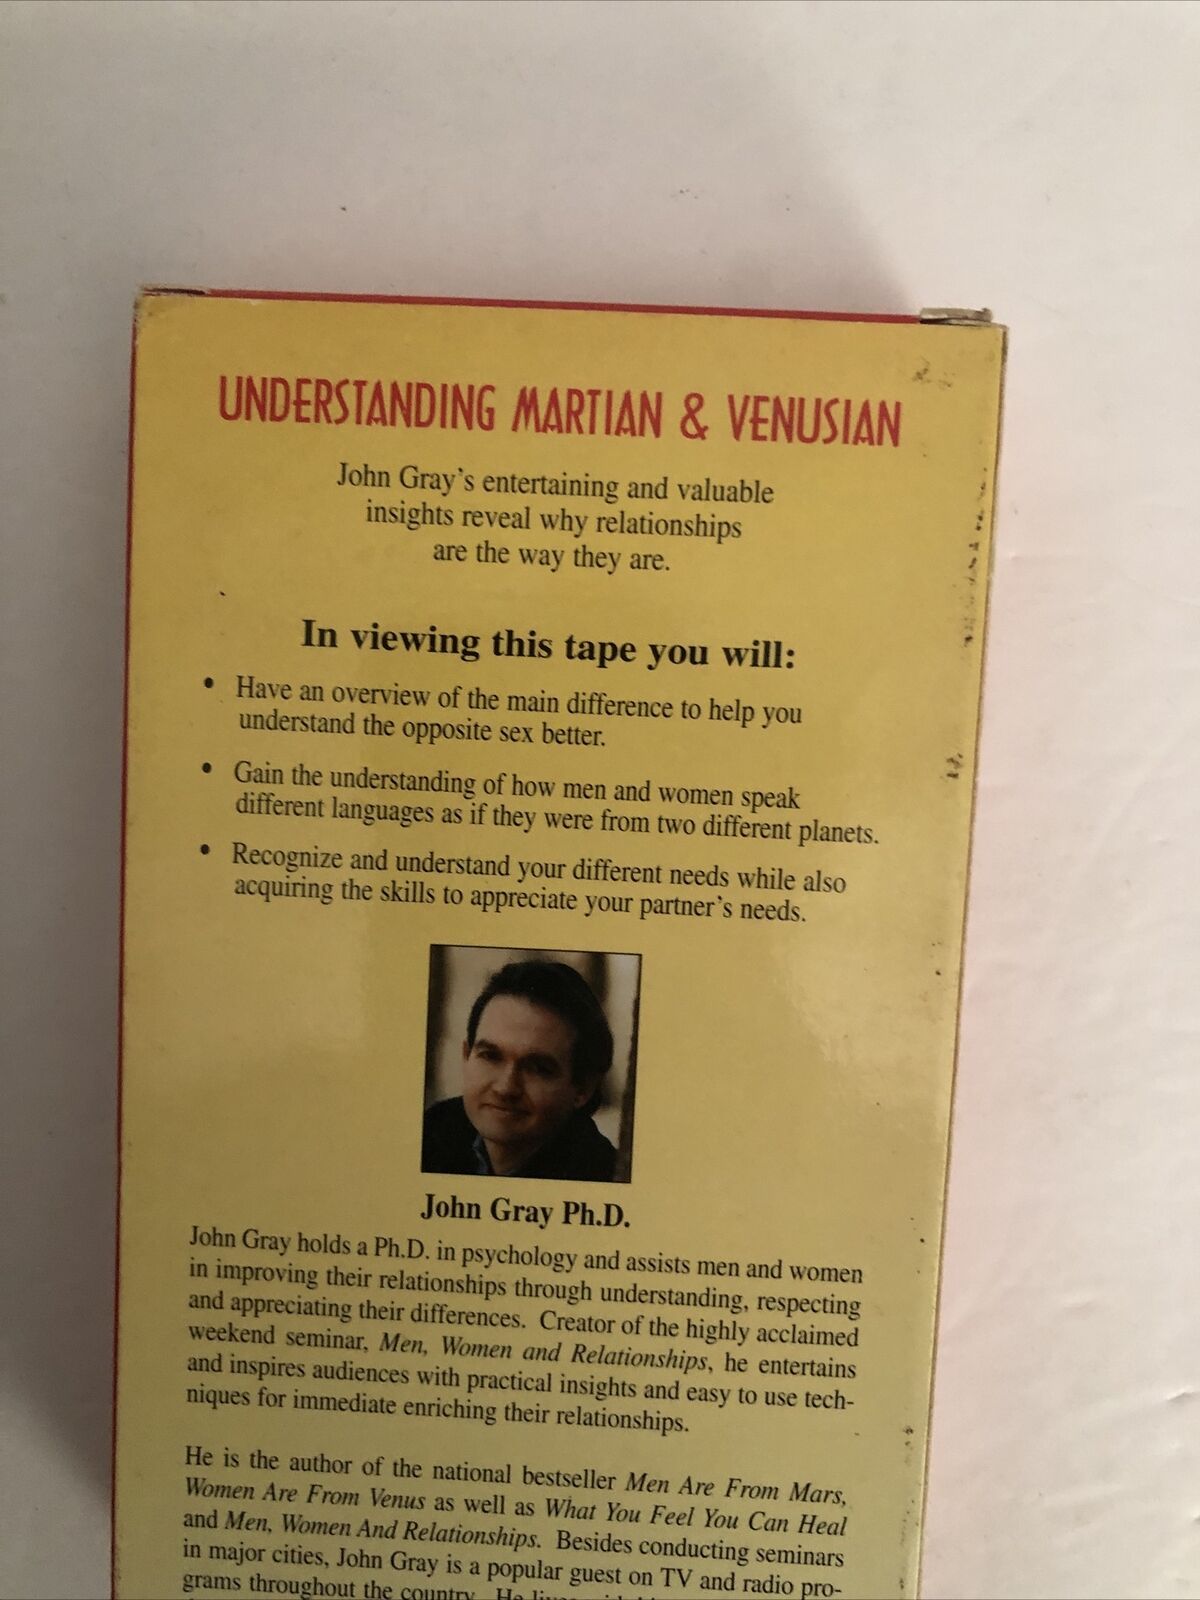 UNDERSTANDING MARTIAN & VENUSIAN
John Gray's entertaining and valuable
insights reveal why relationships
are the way they are.
In viewing this tape you will:
• Have an overview of the main difference to help you
understand the opposite sex better.
• Gain the understanding of how men and women speak
different languages as if they were from two different planets.
• Recognize and understand your different needs while also
acquiring the skills to appreciate your partner's needs.
John Gray Ph.D.
John Gray holds a Ph.D. in psychology and assists men and women
in improving their relationships through understanding, respecting
and appreciating their differences. Creator of the highly acclaimed
weekend seminar, Men, Women and Relationships, he entertains
and inspires audiences with practical insights and easy to use tech-
niques for immediate enriching their relationships.
He is the author of the national bestseller Men Are From Mars,
Women Are From Venus as well as What You Feel You Can Heal
and Men, Women And Relationships. Besides conducting seminars
in major cities, John Gray is a popular guest on TV and radio pro-
grams throughout the country. He